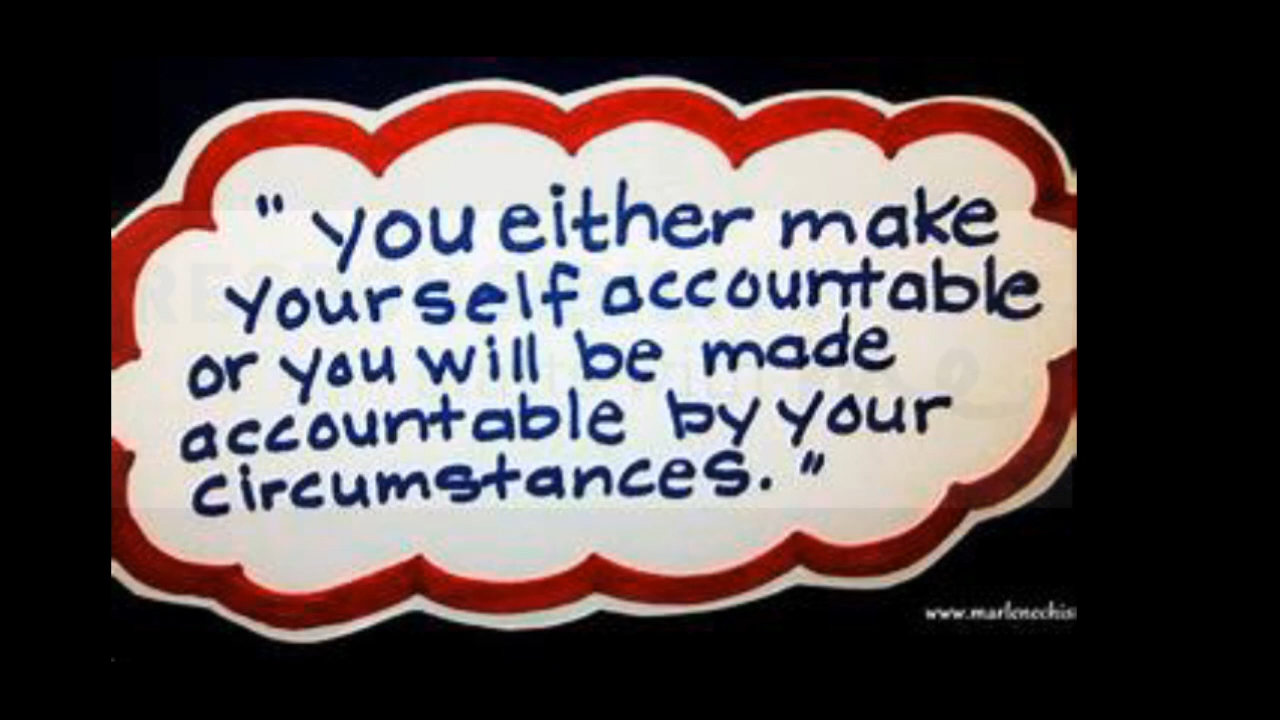 "you either make
yourself accountable
or you will be made
accountable by your
circumstances."
www.marlenechis